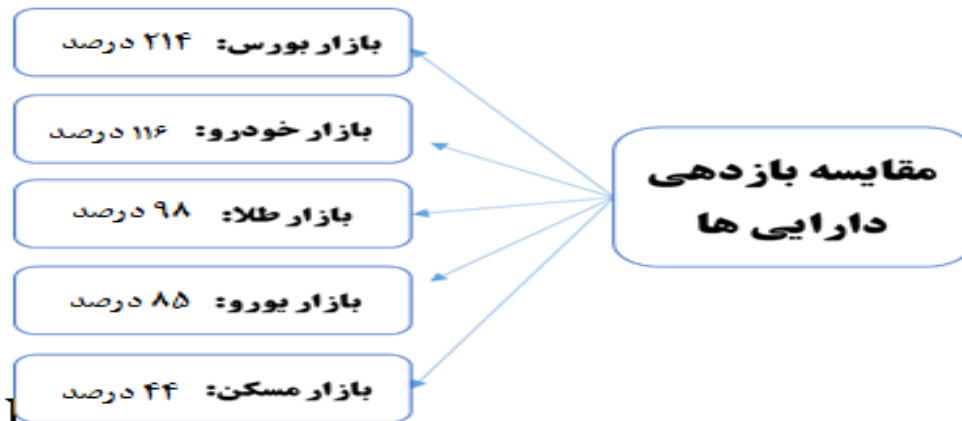 مقایسه بازدهی
دارایی ها
بازار بورس: ۲۱۴ درصد
بازار خودرو: ۱۱۶ درصد
بازار طلا: ۹۸ درصد
بازار یورو: ۸۵ درصد
بازار مسکن: ۴۴ درصد